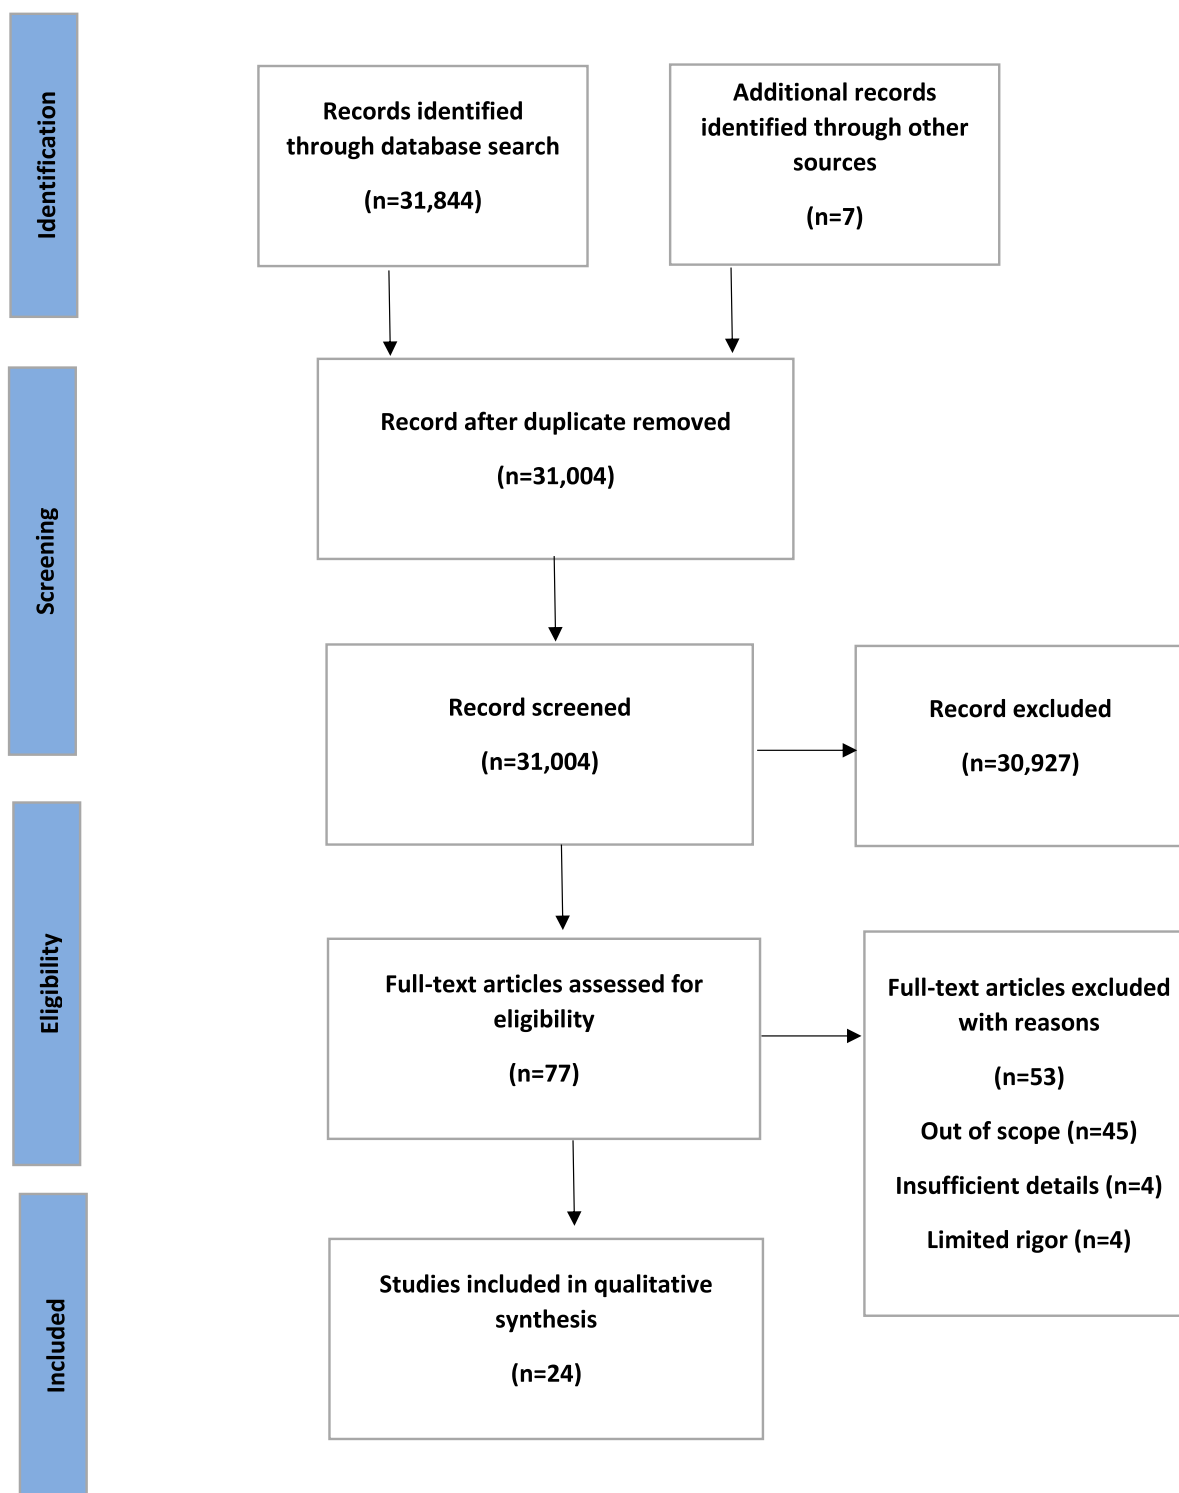 Identification
Records identified
through database search
(n=31,844)
Additional records
identified through other
sources
(n=7)
Screening
Record after duplicate removed
(n=31,004)
Record screened
(n=31,004)
Record excluded
(n=30,927)
Eligibility
Full-text articles assessed for
eligibility
(n=77)
Full-text articles excluded
with reasons
(n=53)
Out of scope (n=45)
Insufficient details (n=4)
Limited rigor (n=4)
Included
Studies included in qualitative
synthesis
(n=24)